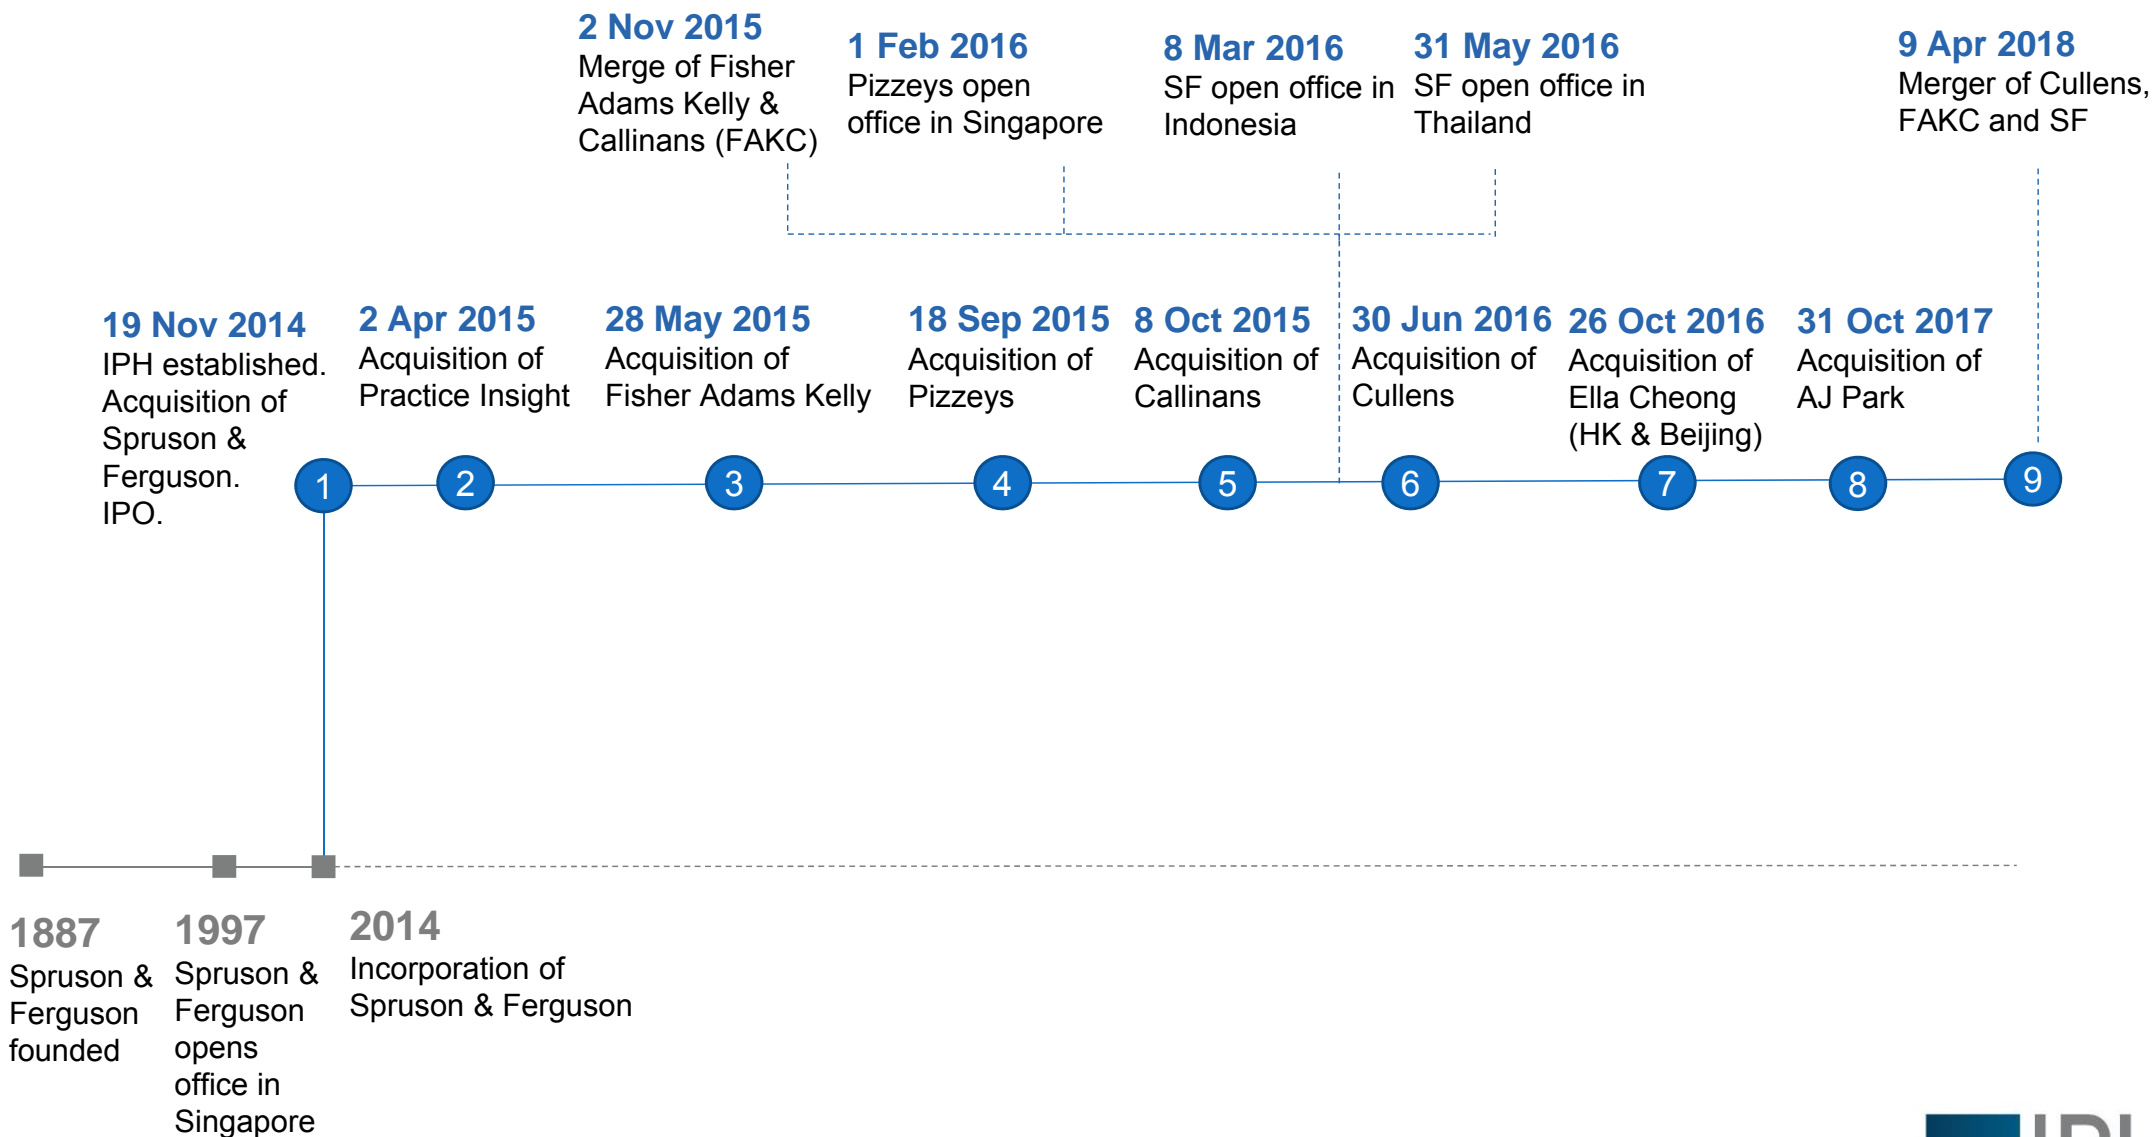 2 Nov 2015
Merge of Fisher
Adams Kelly &
Callinans (FAKC)
1 Feb 2016
Pizzeys open
office in Singapore
8 Mar 2016
SF open office in
Indonesia
31 May 2016
SF open office in
Thailand
9 Apr 2018
Merger of Cullens,
FAKC and SF
19 Nov 2014
IPH established.
Acquisition of
Spruson &
Ferguson.
IPO.
2 Apr 2015
Acquisition of
Practice Insight
28 May 2015
Acquisition of
Fisher Adams Kelly
18 Sep 2015
Acquisition of
Pizzeys
8 Oct 2015
Acquisition of
Callinans
30 Jun 2016
Acquisition of
Cullens
26 Oct 2016
Acquisition of
Ella Cheong
(HK & Beijing)
31 Oct 2017
Acquisition of
AJ Park
1
2
3
4
5
6
7
8
9
1887
Spruson &
Ferguson
founded
1997
Spruson &
Ferguson
opens
office in
Singapore
2014
Incorporation of
Spruson & Ferguson